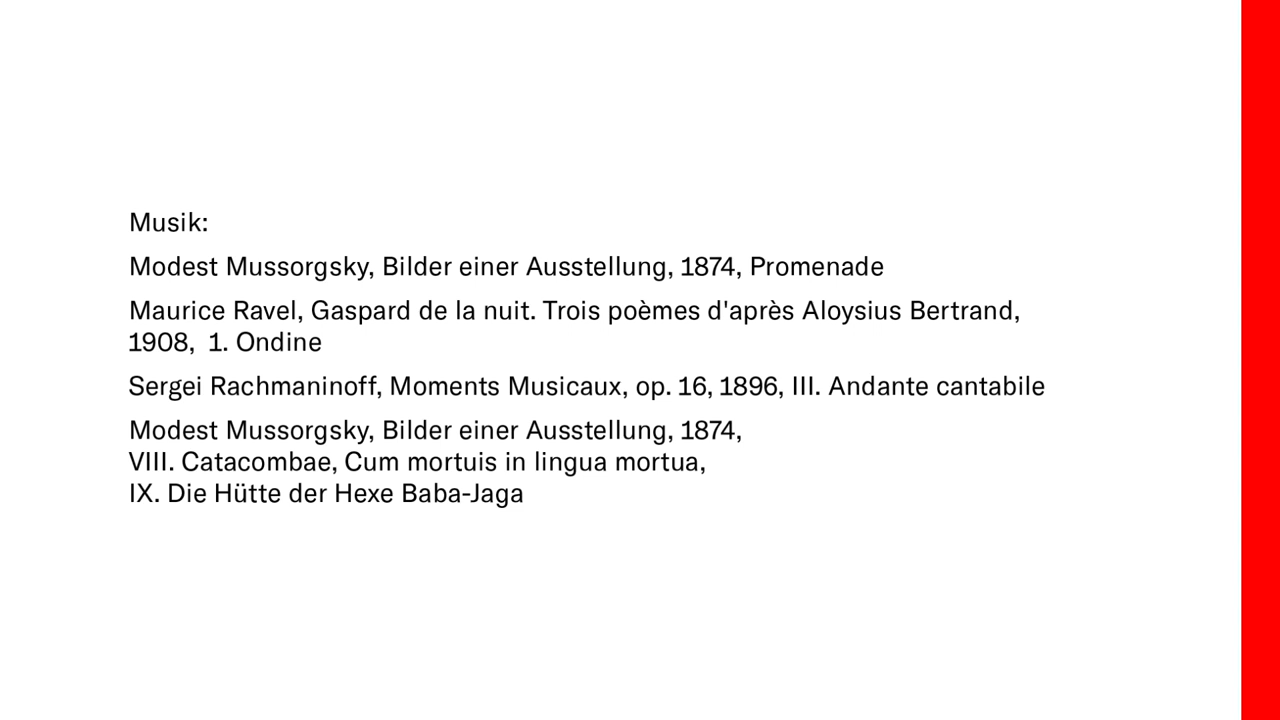 Musik:
Modest Mussorgsky, Bilder einer Ausstellung, 1874, Promenade
Maurice Ravel, Gaspard de la nuit. Trois poèmes d'après Aloysius Bertrand,
1908,  1. Ondine
Sergei Rachmaninoff, Moments Musicaux, op. 16, 1896, III. Andante cantabile
Modest Mussorgsky, Bilder einer Ausstellung, 1874,
VIII. Catacombae, Cum mortuis in lingua mortua,
IX. Die Hütte der Hexe Baba-Jaga